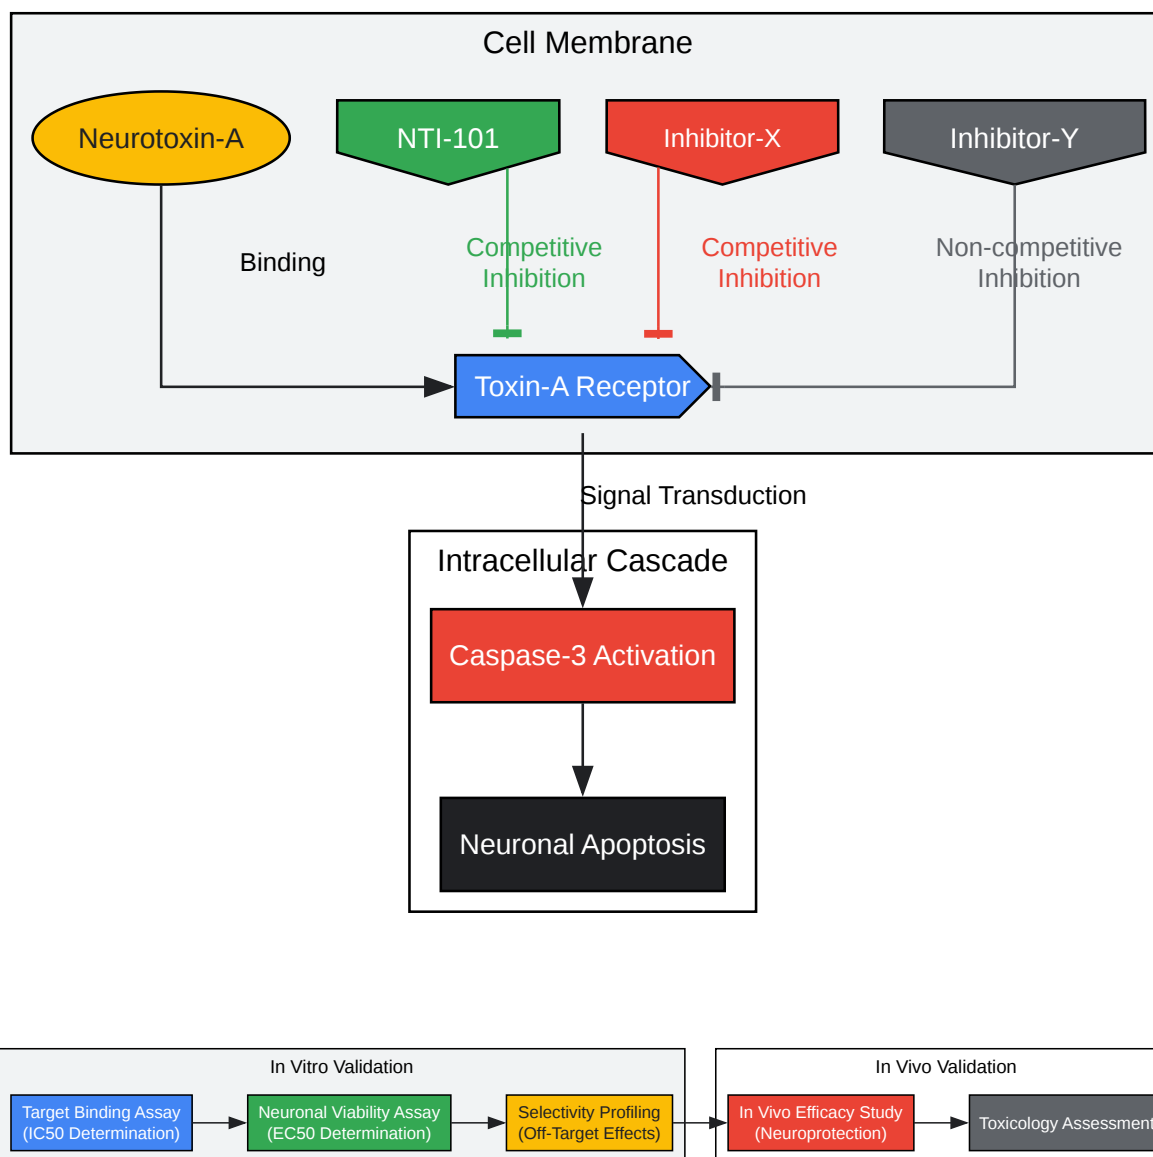 Cell Membrane
Neurotoxin-A
NTI-101
Inhibitor-X
Inhibitor-Y
Binding
Competitive
Inhibition
Competitive
Inhibition
Non-competitive
Inhibition
Toxin-A Receptor
Signal Transduction
Intracellular Cascade
Caspase-3 Activation
Neuronal Apoptosis
In Vitro Validation
In Vivo Validation
Target Binding Assay
(IC50 Determination)
Neuronal Viability Assay
(EC50 Determination)
Selectivity Profiling
(Off-Target Effects)
In Vivo Efficacy Study
(Neuroprotection)
Toxicology Assessment